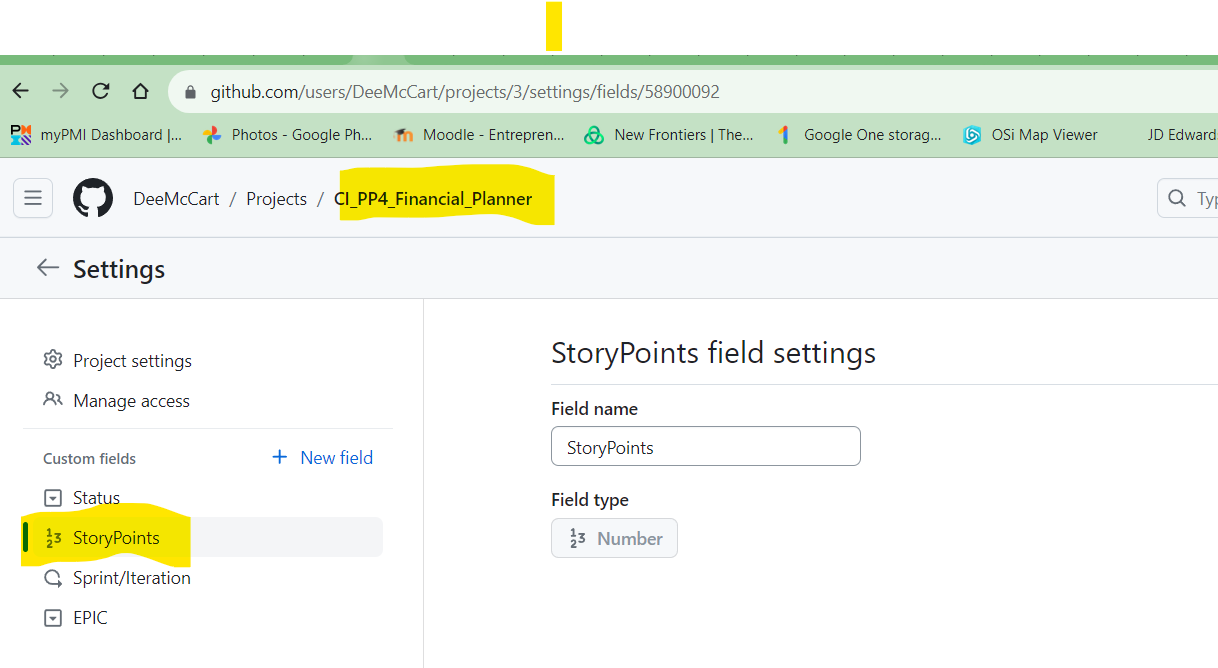 github.com/users/DeeMcCart/projects/3/settings/fields/58900092
myPMI Dashboard |... Photos - Google Ph... Moodle - Entrepren... New Frontiers | The... Google One storag... OSi Map Viewer JD Edward
DeeMcCart / Projects / CI_PP4_Financial_Planner Typ
Settings
Project settings
Manage access
Custom fields + New field
Status
StoryPoints
Sprint/Iteration
EPIC
StoryPoints field settings
Field name
StoryPoints
Field type
Number